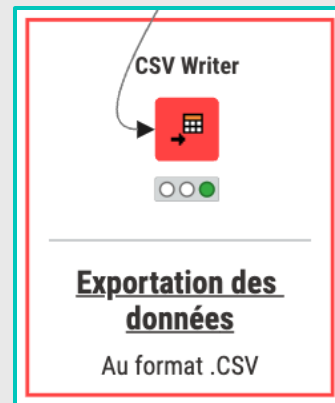 CSV Writer
Exportation des
données
Au format .CSV